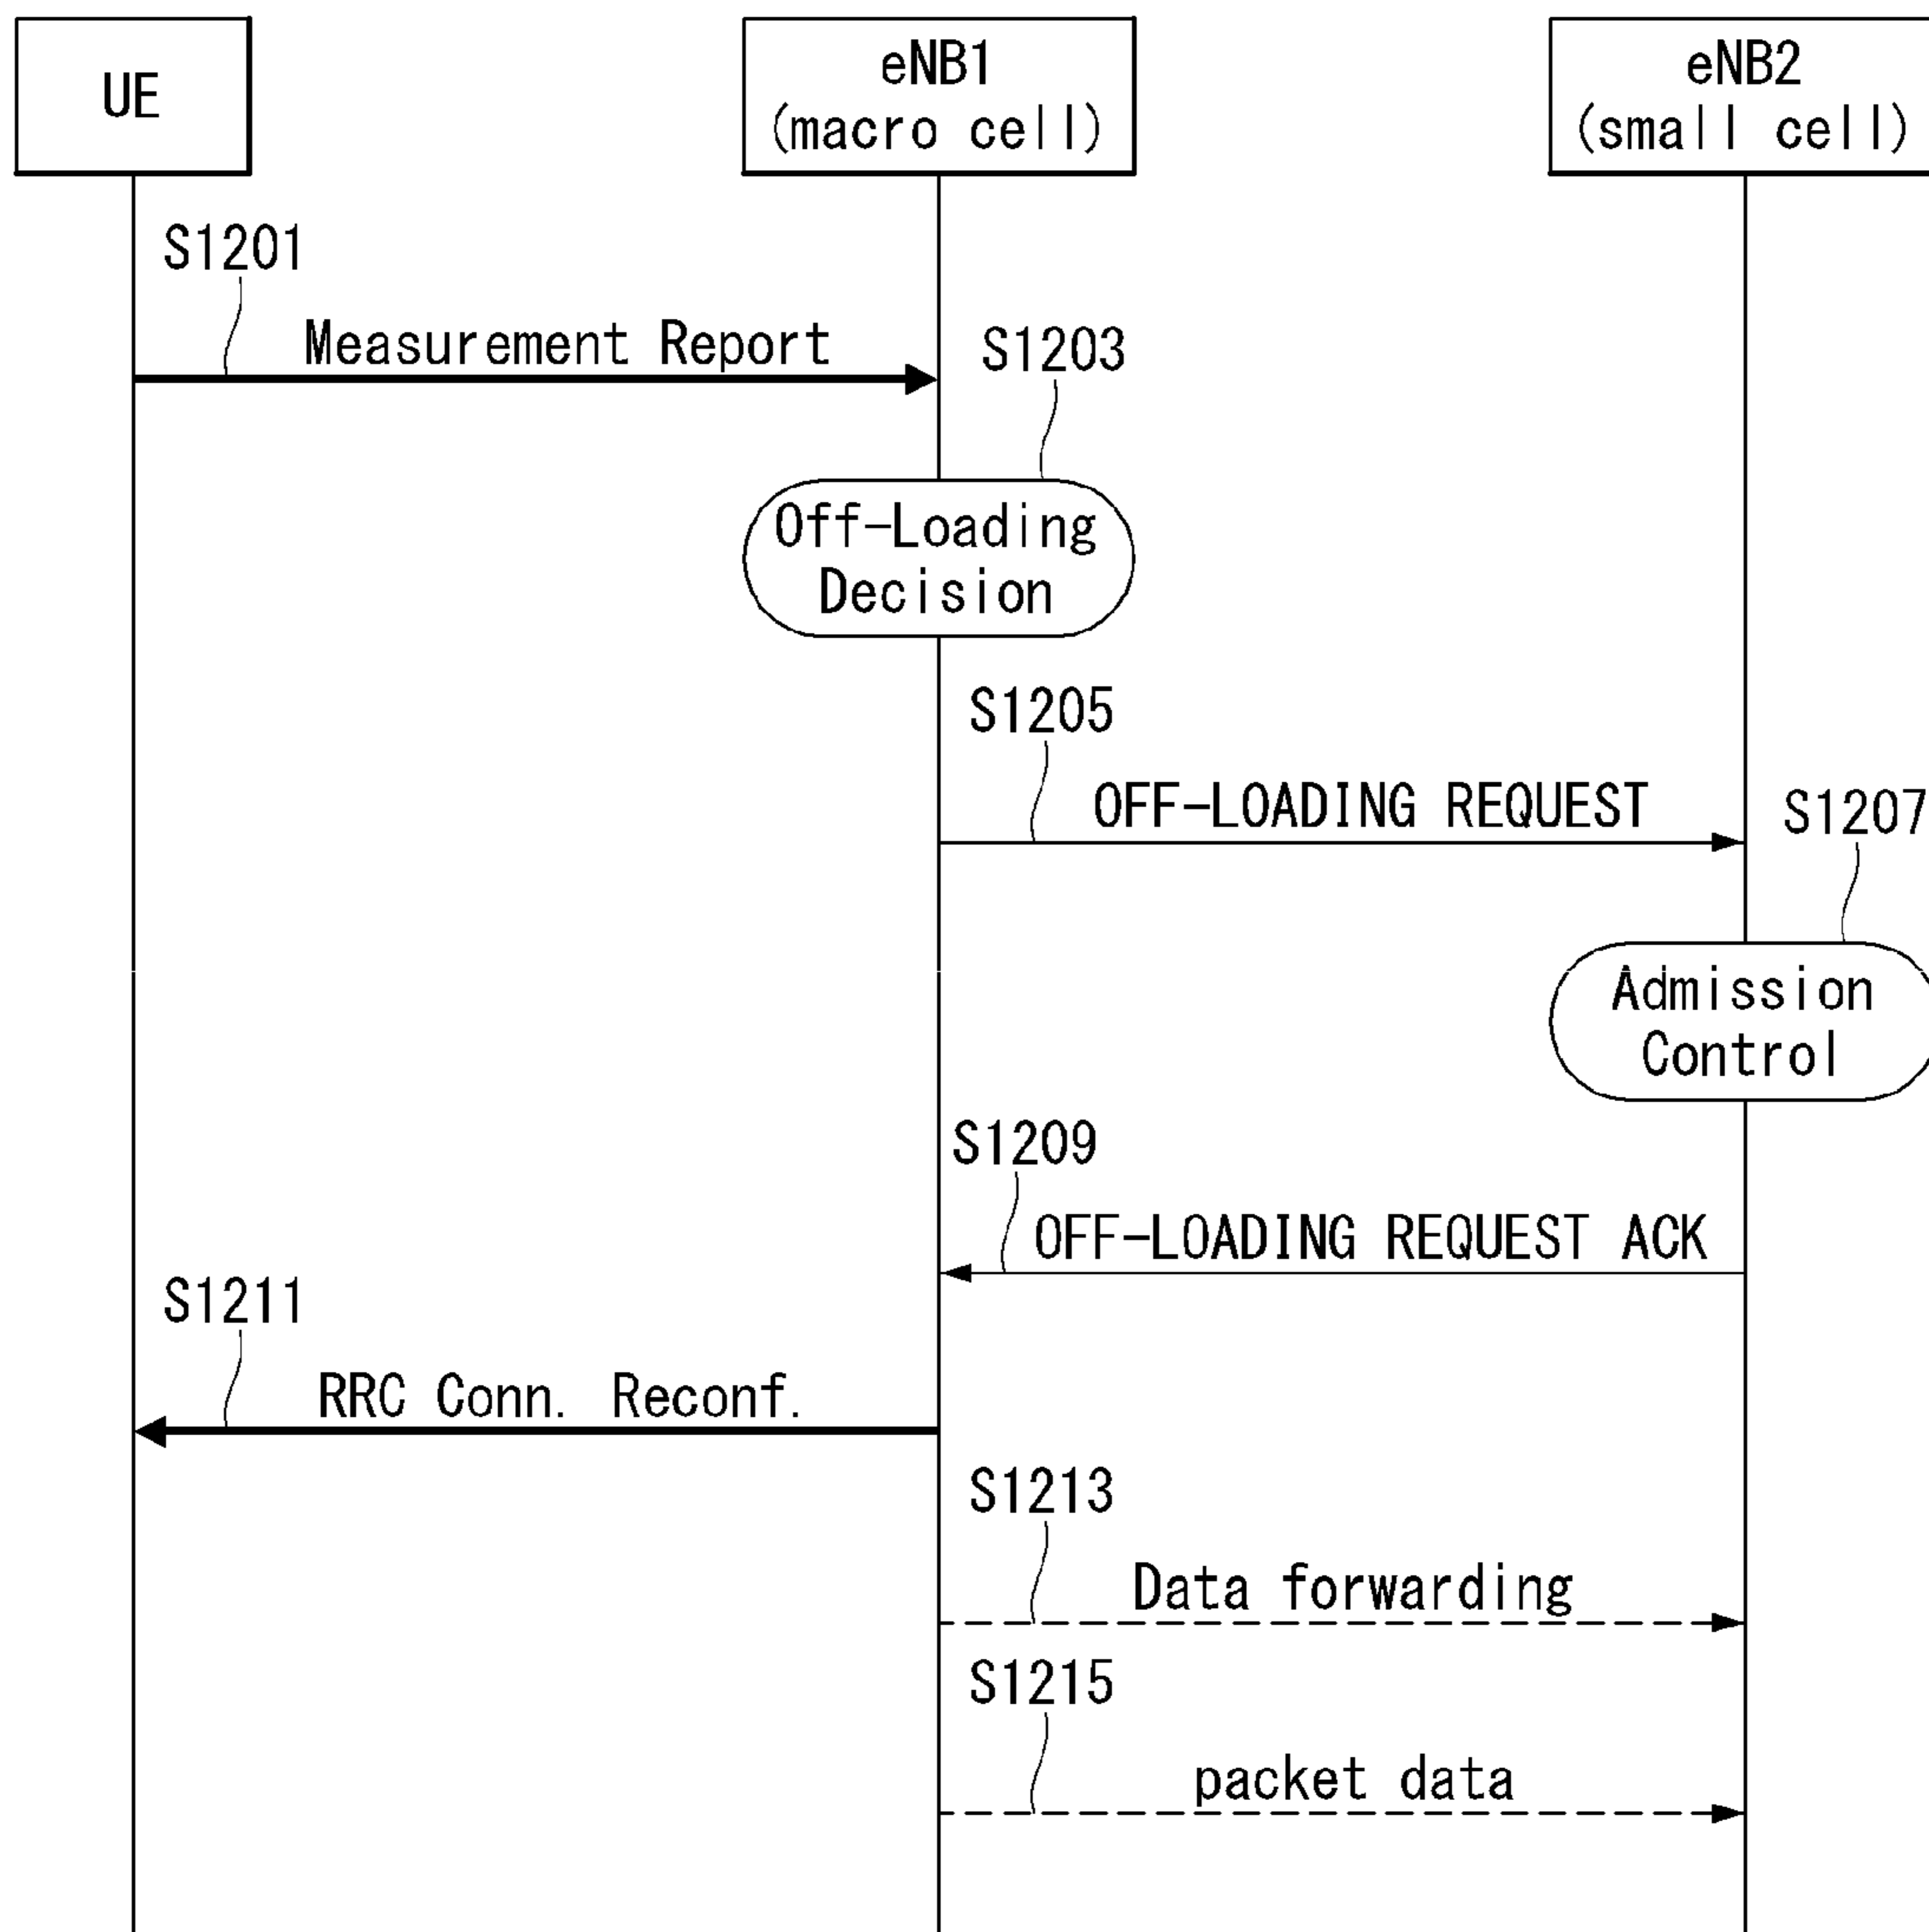 UE
eNB1
(macro cell)
eNB2
(small cell)
S1201
Measurement Report
S1203
Off-Loading
Decision
S1205
OFF-LOADING REQUEST
S1207
Admission
Control
S1209
OFF-LOADING REQUEST ACK
S1211
RRC Conn. Reconf.
S1213
Data forwarding
S1215
packet data